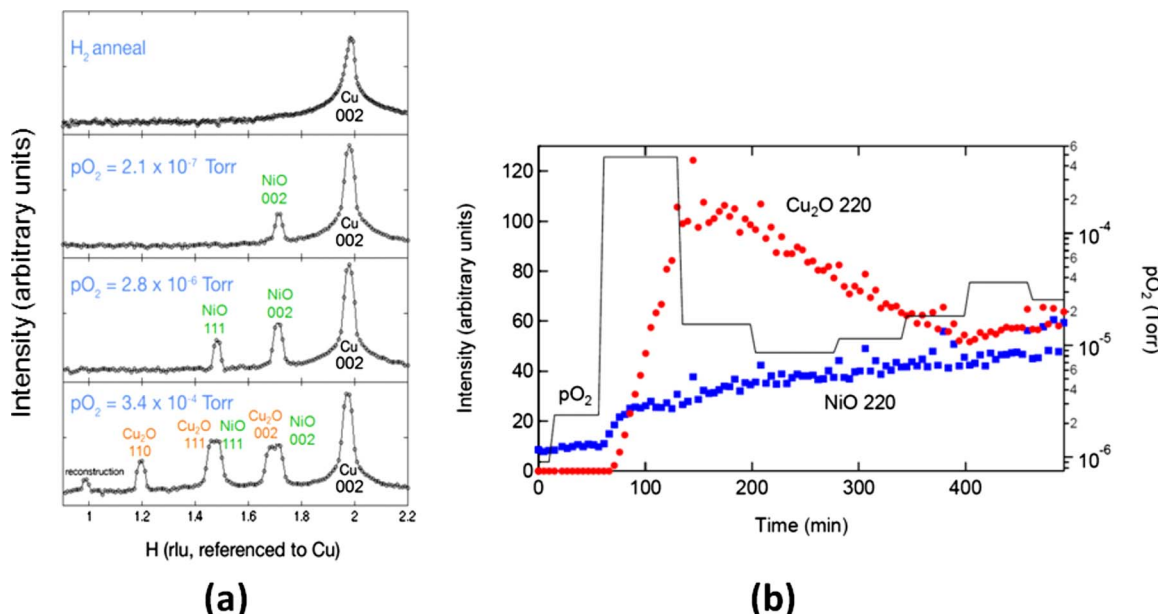 H₂ anneal
Cu
002
pO₂ = 2.1 x 10⁻⁷ Torr
NiO
002
Cu
002
pO₂ = 2.8 x 10⁻⁶ Torr
NiO
111
NiO
002
Cu
002
pO₂ = 3.4 x 10⁻⁴ Torr
reconstruction
Cu₂O
110
Cu₂O
111
NiO
111
Cu₂O
002
NiO
002
Cu
002
Intensity (arbitrary units)
Intensity (arbitrary units)
1 1.2 1.4 1.6 1.8 2 2.2
H (rlu, referenced to Cu)
(a)
120
100
80
60
40
20
0
Intensity (arbitrary units)
Cu₂O 220
pO₂
NiO 220
6
4
2
10⁻⁴
6
4
2
10⁻⁵
6
4
2
10⁻⁶
pO₂ (Torr)
0 100 200 300 400
Time (min)
(b)